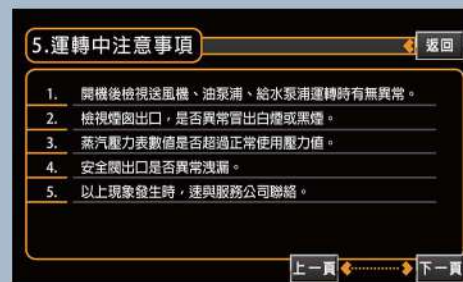 5.運轉中注意事項
返回
1. 開機後檢視送風機、油泵浦、給水泵浦運轉時有無異常。
2. 檢視煙囪出口，是否異常冒出白煙或黑煙。
3. 蒸汽壓力表數值是否超過正常使用壓力值。
4. 安全閥出口是否異常洩漏。
5. 以上現象發生時，速與服務公司聯絡。
上一頁
下一頁